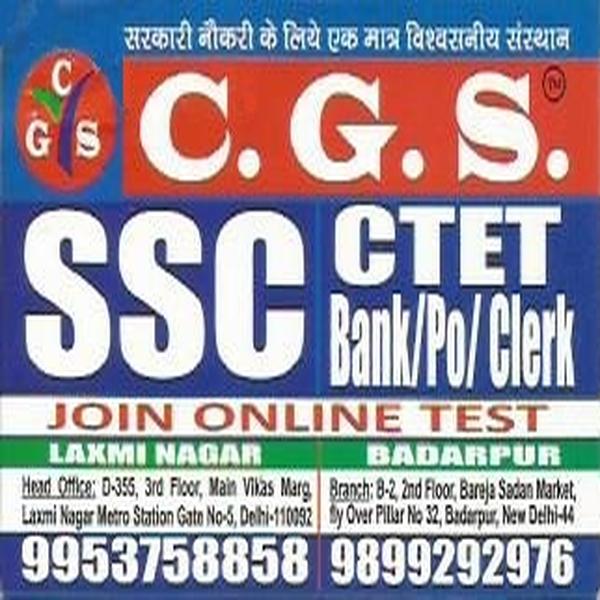 सरकारी नौकरी के लिये एक मात्र विश्वसनीय संस्थान
C G S
C. G. S. TM
SSC
CTET
Bank/Po/ Clerk
JOIN ONLINE TEST
LAXMI NAGAR
Head Office: D-355, 3rd Floor, Main Vikas Marg,
Laxmi Nagar Metro Station Gate No-5, Delhi-110092
9953758858
BADARPUR
Branch: B-2, 2nd Floor, Bareja Sadan Market,
fly Over Pillar No 32, Badarpur, New Delhi-44
9899292976